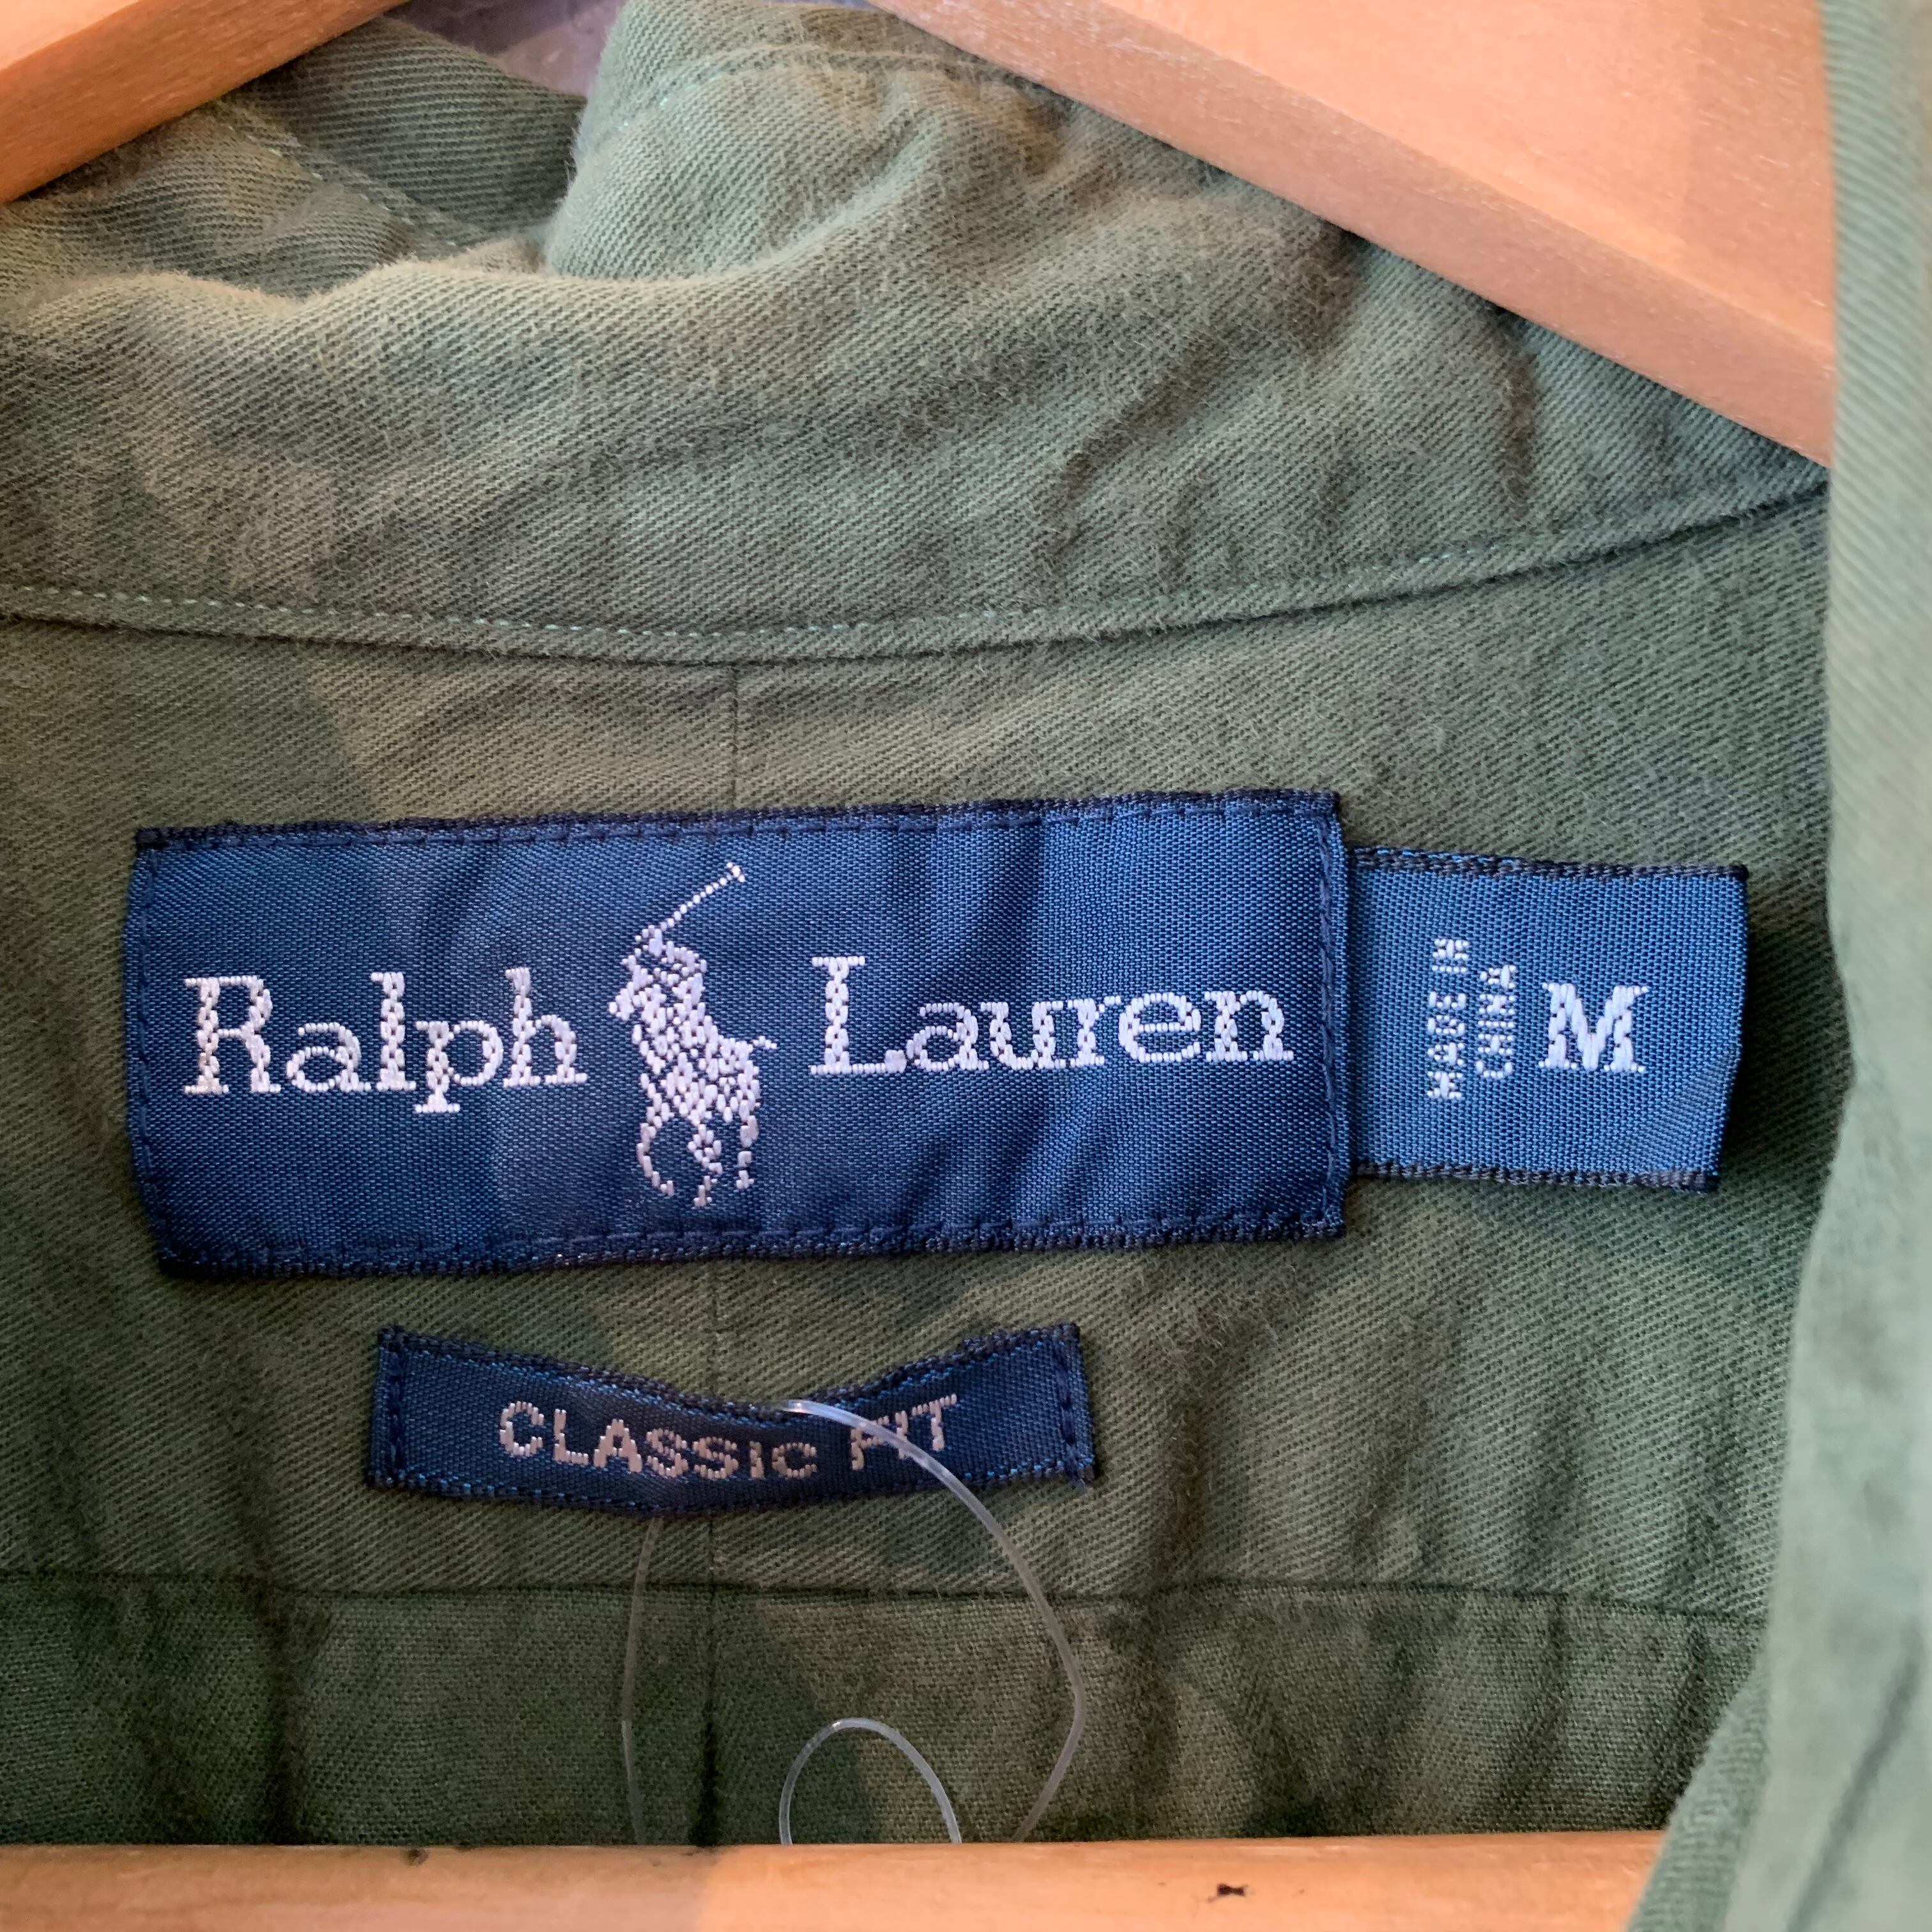 Ralph Lauren
MADE IN
CHINA
M
CLASSIC FIT